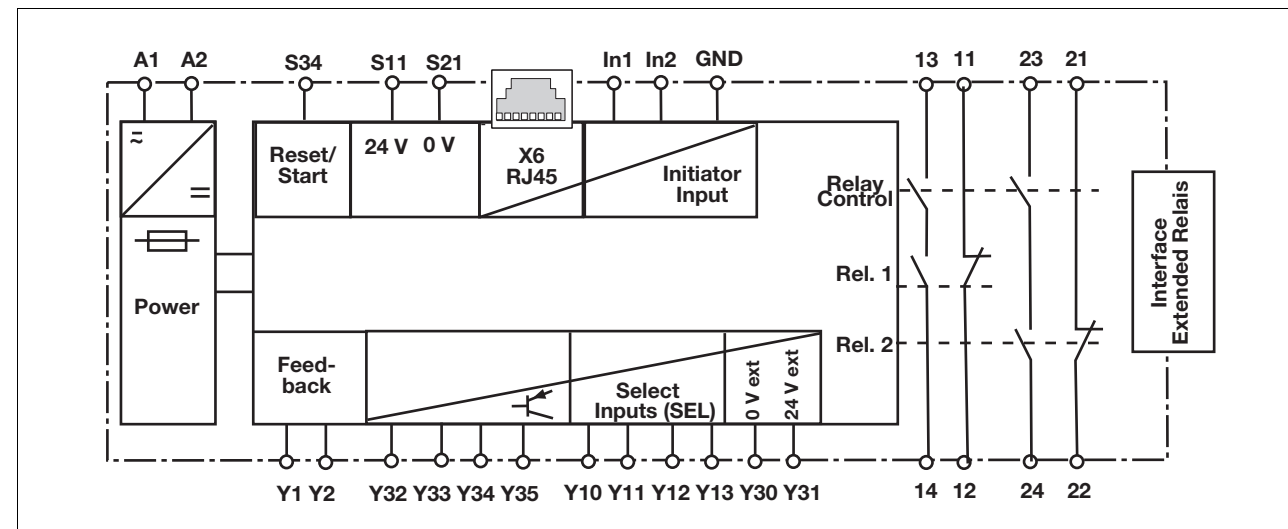 A1 A2 S34 S11 S21 In1 In2 GND 13 11 23 21
Reset/
Start
24 V 0 V
X6
RJ45
Initiator
Input
Relay
Control
Power
Rel. 1
Rel. 2
Interface
Extended Relais
Feed-
back
Select
Inputs (SEL)
0 V ext
24 V ext
Y1 Y2 Y32 Y33 Y34 Y35 Y10 Y11 Y12 Y13 Y30 Y31 14 12 24 22